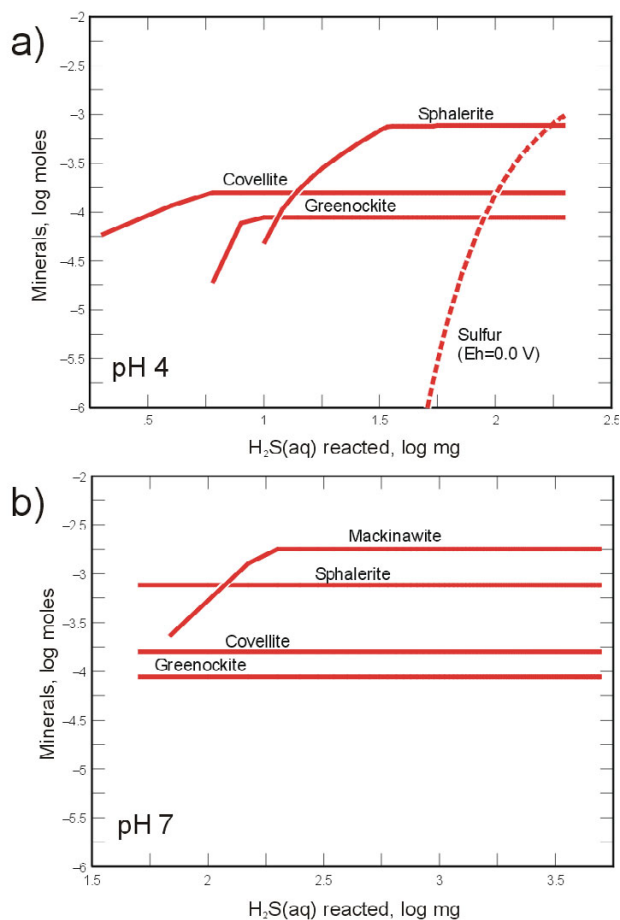 a)
Minerals, log moles
−2
−2.5
−3
−3.5
−4
−4.5
−5
−5.5
−6
Sphalerite
Covellite
Greenockite
Sulfur
(Eh=0.0 V)
pH 4
.5
1
1.5
2
2.5
H₂S(aq) reacted, log mg
b)
Minerals, log moles
−2
−2.5
−3
−3.5
−4
−4.5
−5
−5.5
−6
Mackinawite
Sphalerite
Covellite
Greenockite
pH 7
1.5
2
2.5
3
3.5
H₂S(aq) reacted, log mg